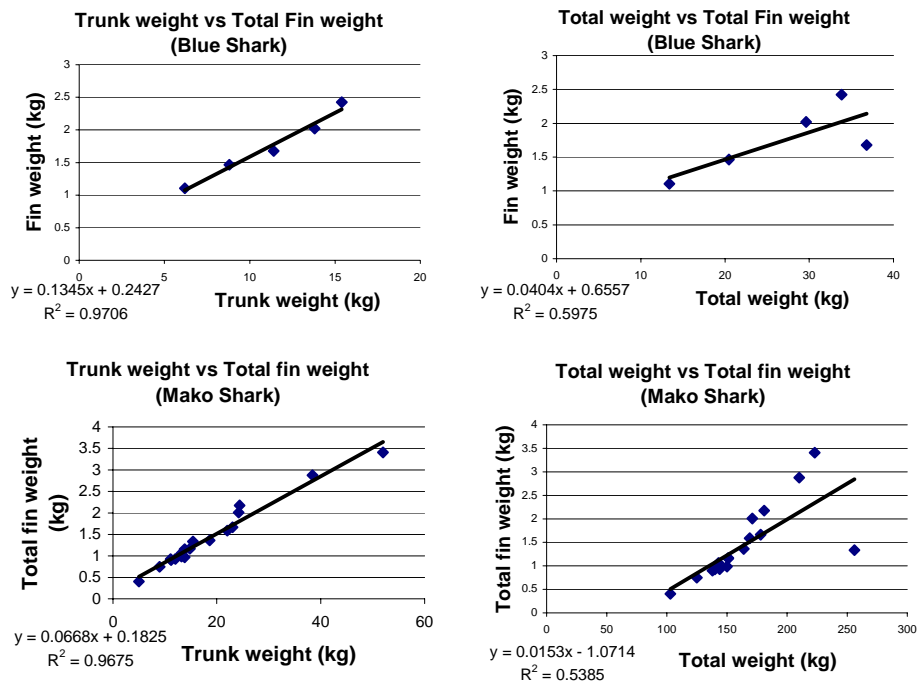 Trunk weight vs Total Fin weight
(Blue Shark)
Fin weight (kg)
3
2.5
2
1.5
1
0.5
0
0 5 10 15 20
y = 0.1345x + 0.2427
R² = 0.9706
Trunk weight (kg)
Total weight vs Total Fin weight
(Blue Shark)
Fin weight (kg)
3
2.5
2
1.5
1
0.5
0
0 10 20 30 40
y = 0.0404x + 0.6557
R² = 0.5975
Total weight (kg)
Trunk weight vs Total fin weight
(Mako Shark)
Total fin weight
(kg)
4
3.5
3
2.5
2
1.5
1
0.5
0
0 20 40 60
y = 0.0668x + 0.1825
R² = 0.9675
Trunk weight (kg)
Total weight vs Total fin weight
(Mako Shark)
Total fin weight (kg)
4
3.5
3
2.5
2
1.5
1
0.5
0
0 50 100 150 200 250 300
y = 0.0153x - 1.0714
R² = 0.5385
Total weight (kg)